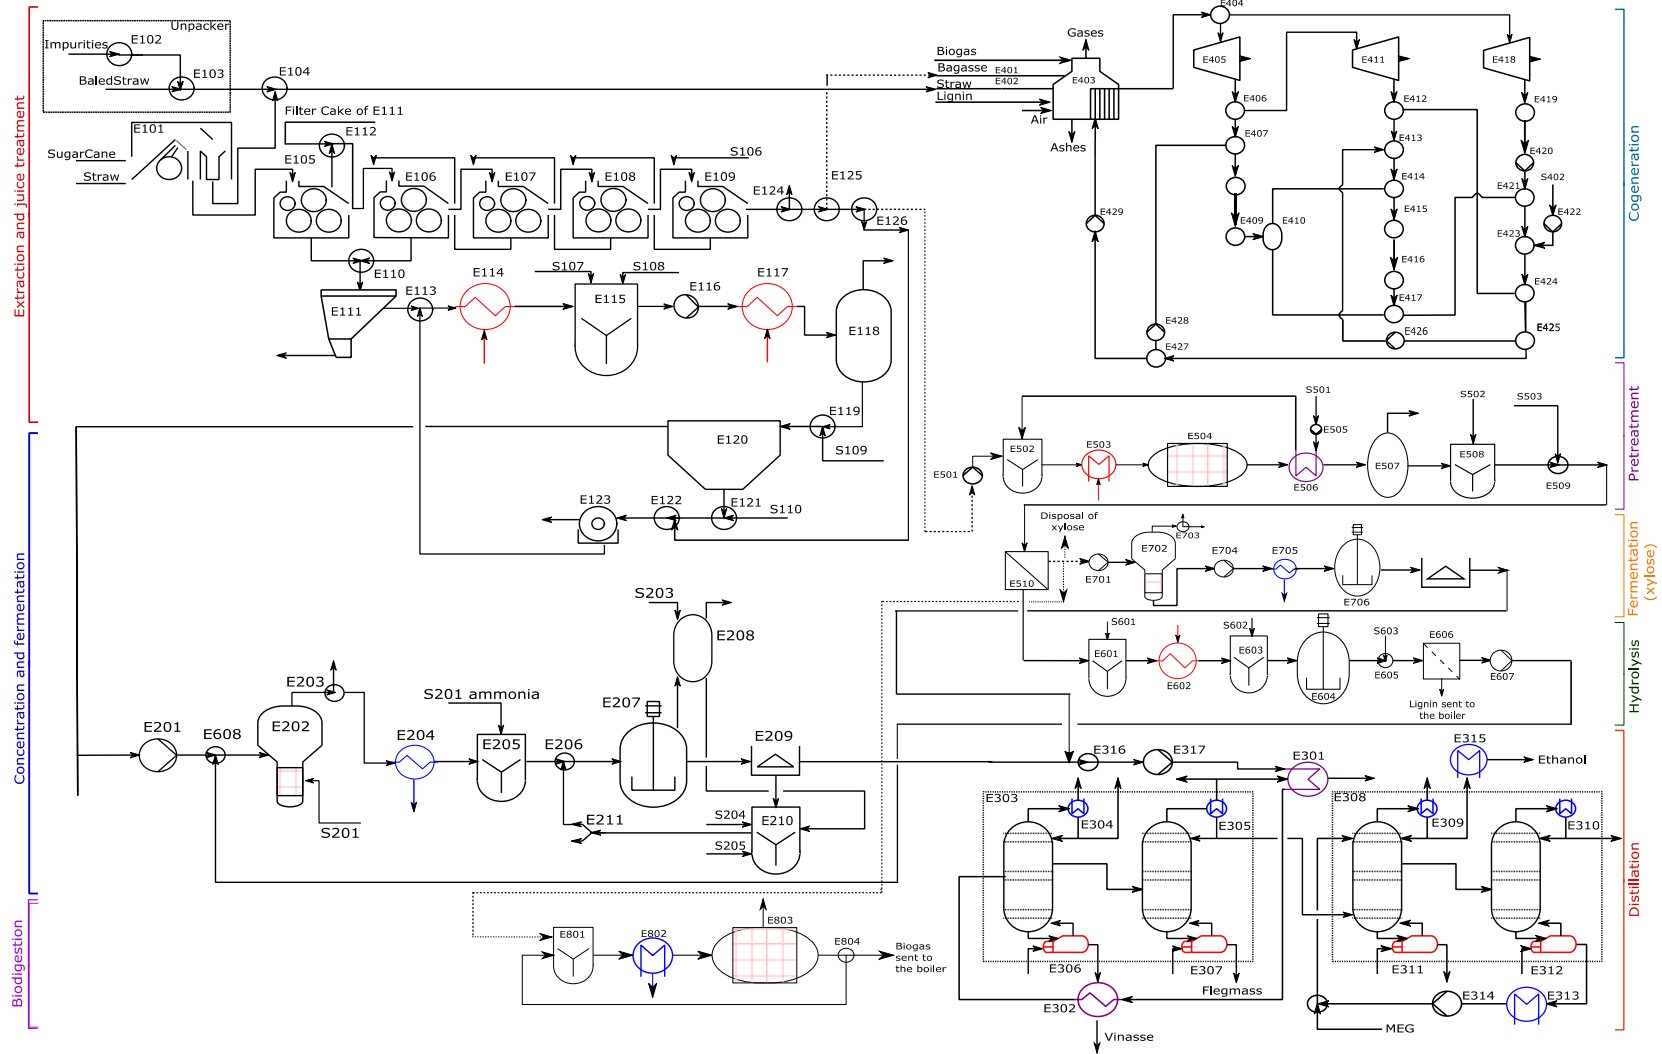 Extraction and juice treatment
Unpacker
Impurities
E102
BaledStraw
E103
E104
Filter Cake of E111
E101
SugarCane
Straw
E112
E105
E106
E107
E108
E109
S106
E124
E125
E126
E110
E111
E113
E114
S107
S108
E115
E116
E117
E118
E119
E120
S109
E121
S110
E122
E123
Cogeneration
Gases
Biogas
Bagasse
E401
Straw
E402
Lignin
Air
E403
Ashes
E404
E405
E411
E418
E406
E412
E419
E407
E413
E420
E414
E421
S402
E415
E422
E409
E410
E423
E416
E424
E417
E429
E428
E427
E426
E425
Pretreatment
S501
S502
S503
E501
E502
E503
E504
E505
E506
E507
E508
E509
Fermentation
(xylose)
Disposal of
xylose
E510
E701
E702
E703
E704
E705
E706
Hydrolysis
S601
S602
S603
E601
E602
E603
E604
E605
E606
E607
Lignin sent to
the boiler
Concentration and fermentation
S203
E208
E203
E202
E201
E608
S201
S201 ammonia
E204
E205
E206
E207
E209
S204
E210
E211
S205
Distillation
E316
E317
E301
E315
Ethanol
E303
E304
E305
E308
E309
E310
E306
E307
E311
E312
Flegmass
E302
Vinasse
E314
E313
MEG
Biodigestion
E801
E802
E803
E804
Biogas
sent to
the boiler